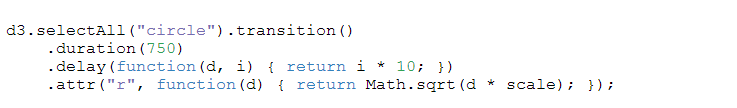 d3.selectAll("circle").transition()
    .duration(750)
    .delay(function(d, i) { return i * 10; })
    .attr("r", function(d) { return Math.sqrt(d * scale); });